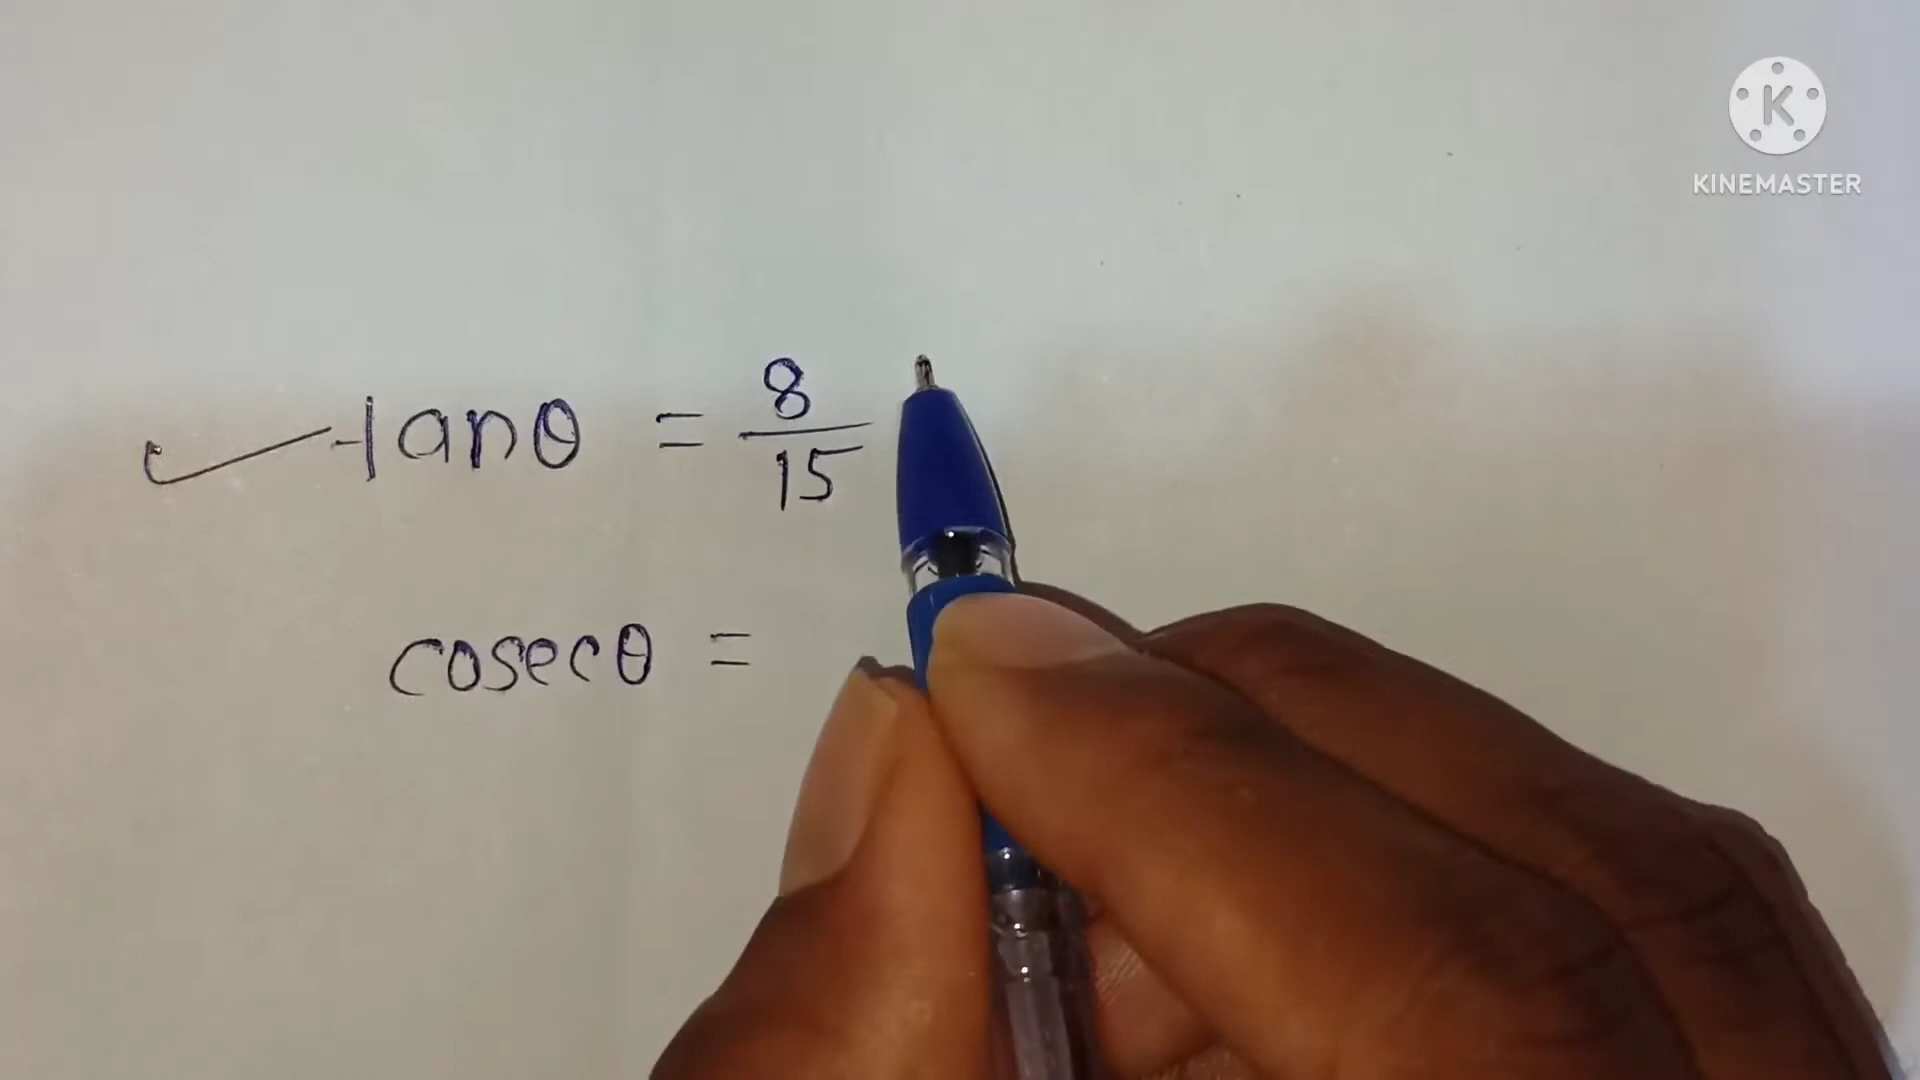 K
KINEMASTER
tanθ = 8/15
cosecθ =